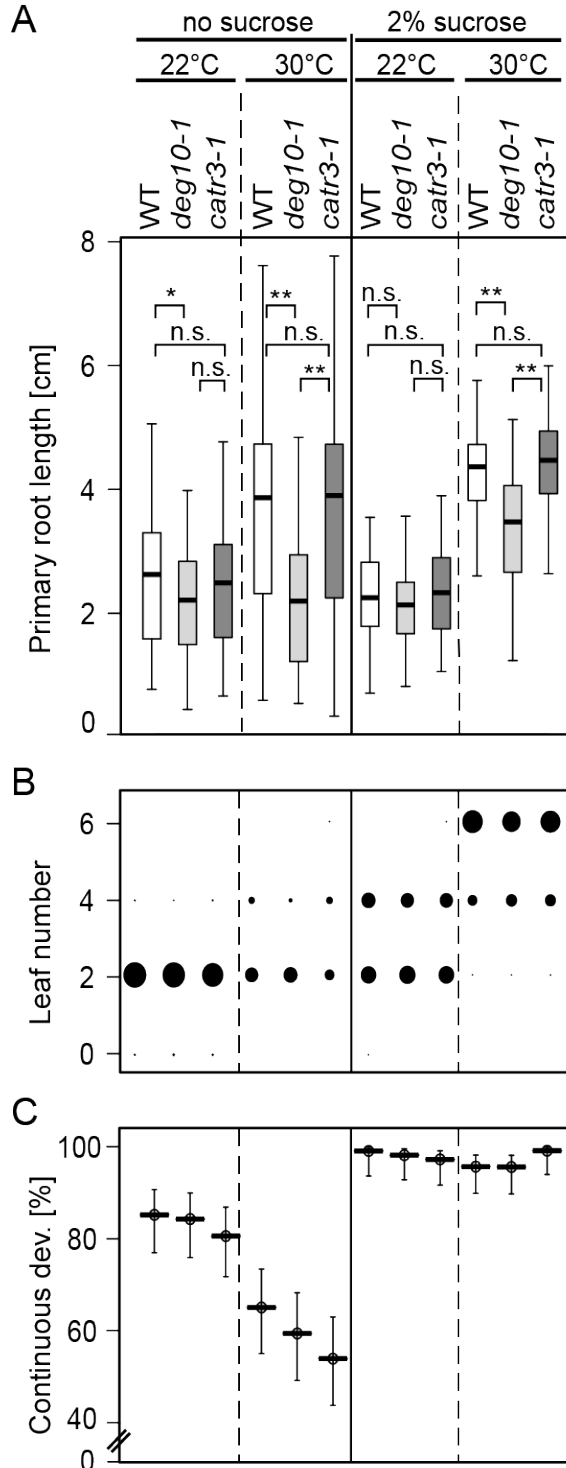 A
no sucrose 2% sucrose
22°C 30°C 22°C 30°C
WT deg10-1 catr3-1 WT deg10-1 catr3-1 WT deg10-1 catr3-1 WT deg10-1 catr3-1
Primary root length [cm]
8
6
4
2
0
* n.s. n.s.
** n.s. **
n.s. n.s. n.s.
** n.s. **
B
Leaf number
6
4
2
0
C
Continuous dev. [%]
100
80
60
40
0